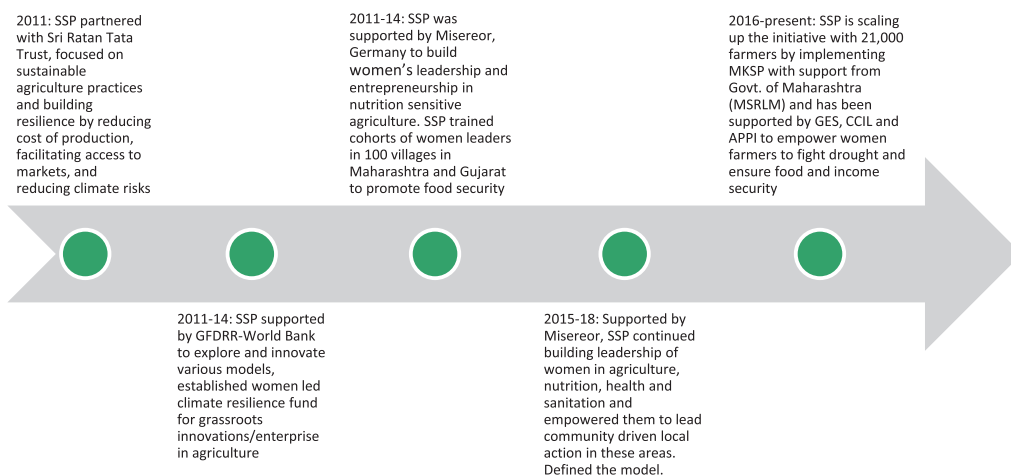 2011: SSP partnered
with Sri Ratan Tata
Trust, focused on
sustainable
agriculture practices
and building
resilience by reducing
cost of production,
facilitating access to
markets, and
reducing climate risks
2011-14: SSP supported
by GFDRR-World Bank
to explore and innovate
various models,
established women led
climate resilience fund
for grassroots
innovations/enterprise
in agriculture
2011-14: SSP was
supported by Misereor,
Germany to build
women's leadership and
entrepreneurship in
nutrition sensitive
agriculture. SSP trained
cohorts of women leaders
in 100 villages in
Maharashtra and Gujarat
to promote food security
2015-18: Supported by
Misereor, SSP continued
building leadership of
women in agriculture,
nutrition, health and
sanitation and
empowered them to lead
community driven local
action in these areas.
Defined the model.
2016-present: SSP is scaling
up the initiative with 21,000
farmers by implementing
MKSP with support from
Govt. of Maharashtra
(MSRLM) and has been
supported by GES, CCIL and
APPI to empower women
farmers to fight drought and
ensure food and income
security